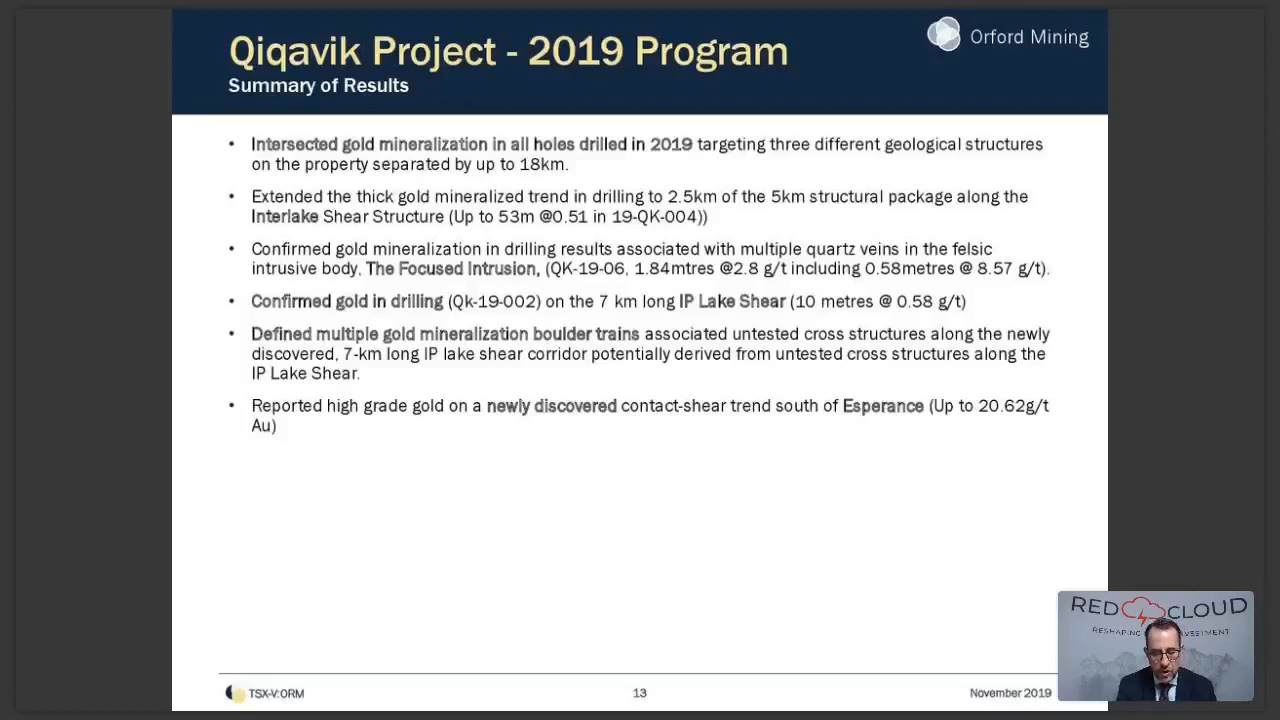 Qiqavik Project - 2019 Program
Orford Mining
Summary of Results
• Intersected gold mineralization in all holes drilled in 2019 targeting three different geological structures
on the property separated by up to 18km.
• Extended the thick gold mineralized trend in drilling to 2.5km of the 5km structural package along the
Interlake Shear Structure (Up to 53m @0.51 in 19-QK-004))
• Confirmed gold mineralization in drilling results associated with multiple quartz veins in the felsic
intrusive body, The Focused Intrusion, (QK-19-06, 1.84mtres @2.8 g/t including 0.58metres @ 8.57 g/t).
• Confirmed gold in drilling (Qk-19-002) on the 7 km long IP Lake Shear (10 metres @ 0.58 g/t)
• Defined multiple gold mineralization boulder trains associated untested cross structures along the newly
discovered, 7-km long IP lake shear corridor potentially derived from untested cross structures along the
IP Lake Shear.
• Reported high grade gold on a newly discovered contact-shear trend south of Esperance (Up to 20.62g/t
Au)
RED CLOUD
RESHAPING
TSX-V:ORM
13
November 2019